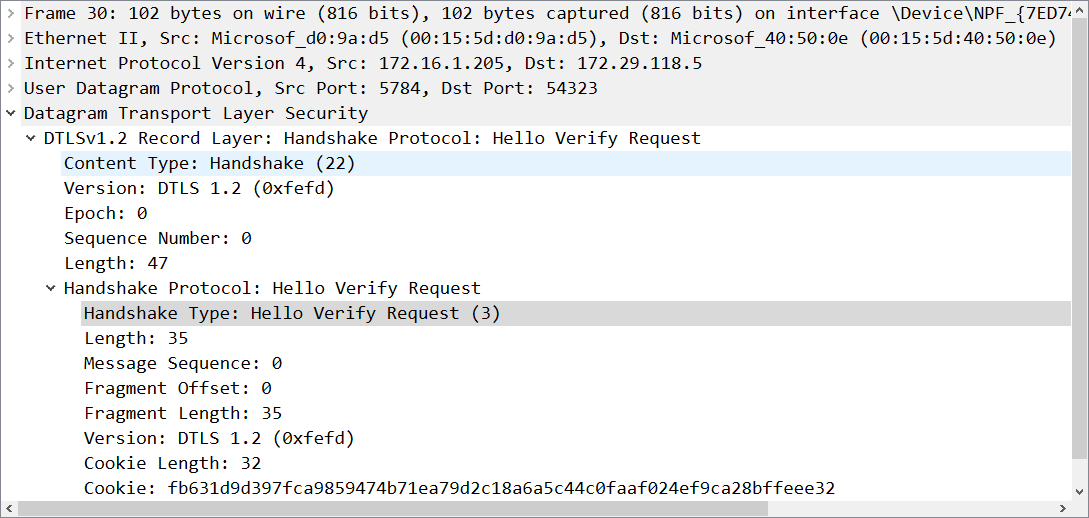 Frame 30: 102 bytes on wire (816 bits), 102 bytes captured (816 bits) on interface \Device\NPF_{7ED7
Ethernet II, Src: Microsof_d0:9a:d5 (00:15:5d:d0:9a:d5), Dst: Microsof_40:50:0e (00:15:5d:40:50:0e)
Internet Protocol Version 4, Src: 172.16.1.205, Dst: 172.29.118.5
User Datagram Protocol, Src Port: 5784, Dst Port: 54323
Datagram Transport Layer Security
DTLSv1.2 Record Layer: Handshake Protocol: Hello Verify Request
Content Type: Handshake (22)
Version: DTLS 1.2 (0xfefd)
Epoch: 0
Sequence Number: 0
Length: 47
Handshake Protocol: Hello Verify Request
Handshake Type: Hello Verify Request (3)
Length: 35
Message Sequence: 0
Fragment Offset: 0
Fragment Length: 35
Version: DTLS 1.2 (0xfefd)
Cookie Length: 32
Cookie: fb631d9d397fca9859474b71ea79d2c18a6a5c44c0faaf024ef9ca28bffeee32